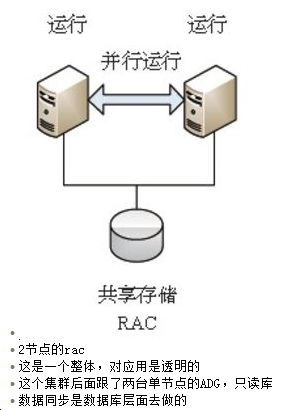 运行 运行
并行运行
共享存储
RAC
.
2节点的rac
这是一个整体，对应用是透明的
这个集群后面跟了两台单节点的ADG，只读库
数据同步是数据库层面去做的